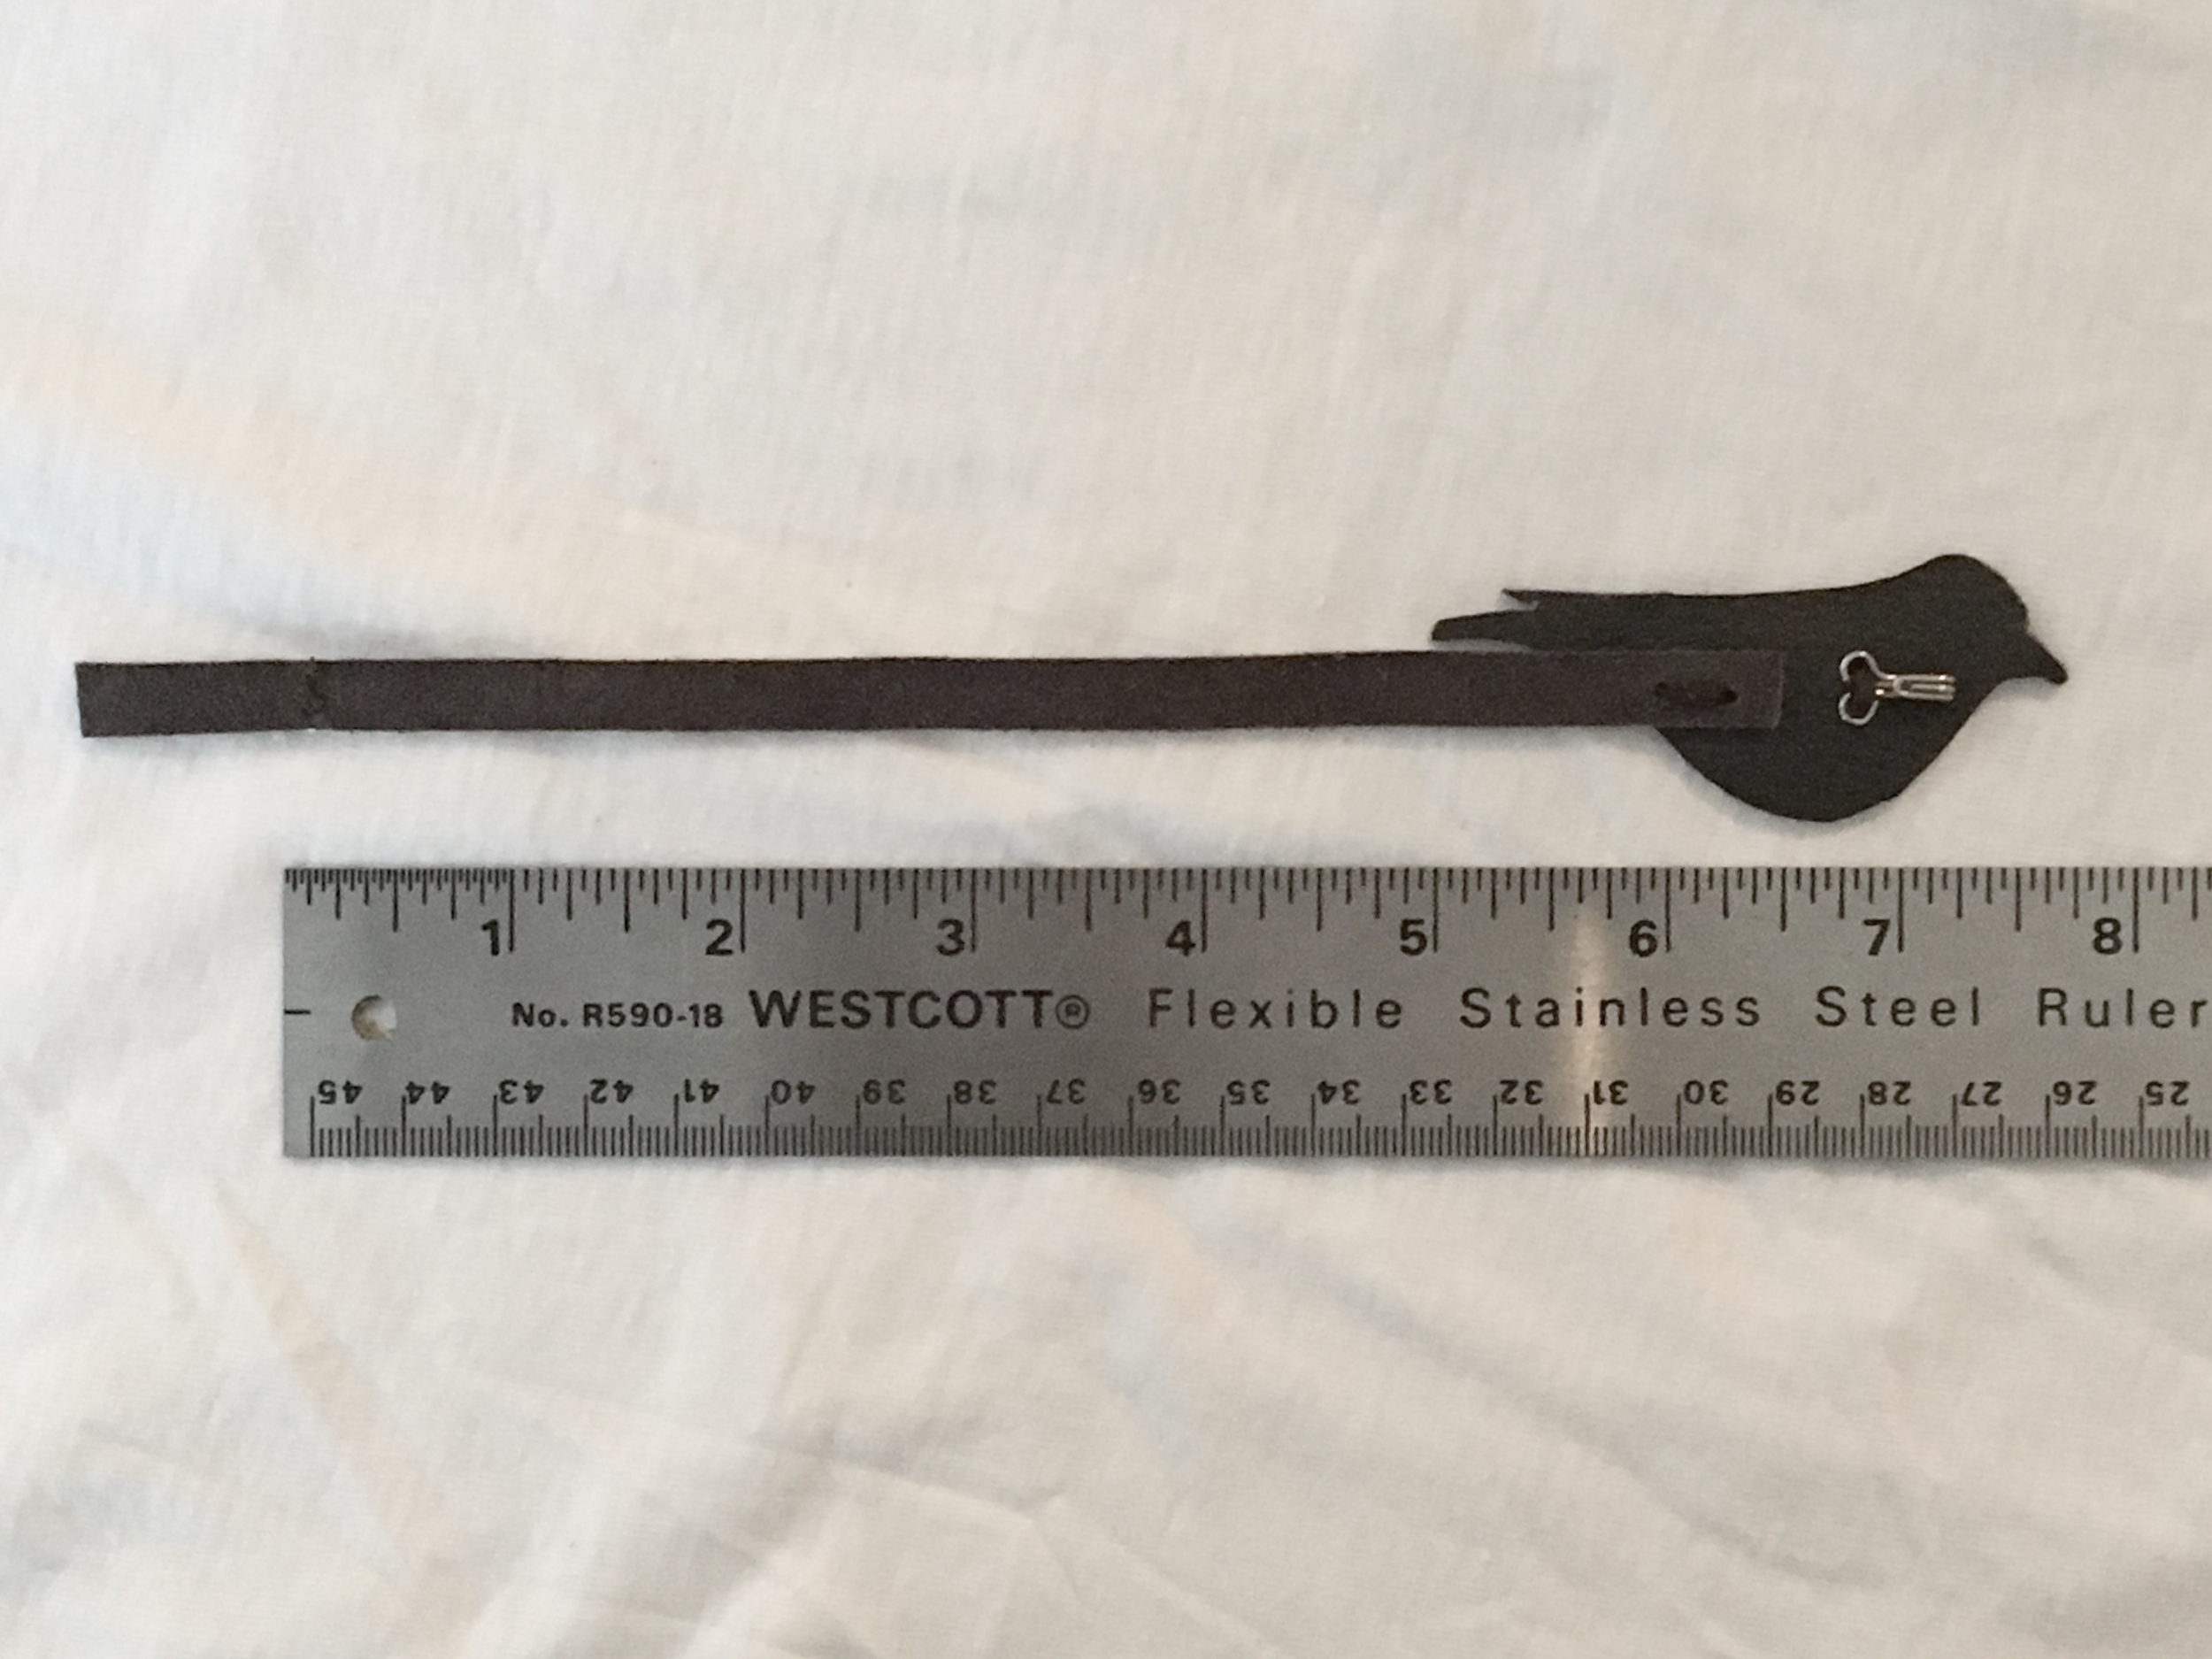 1 2 3 4 5 6 7 8
No. R590-18 WESTCOTT® Flexible Stainless Steel Ruler
45 44 43 42 41 40 39 38 37 36 35 34 33 32 31 30 29 28 27 26 25